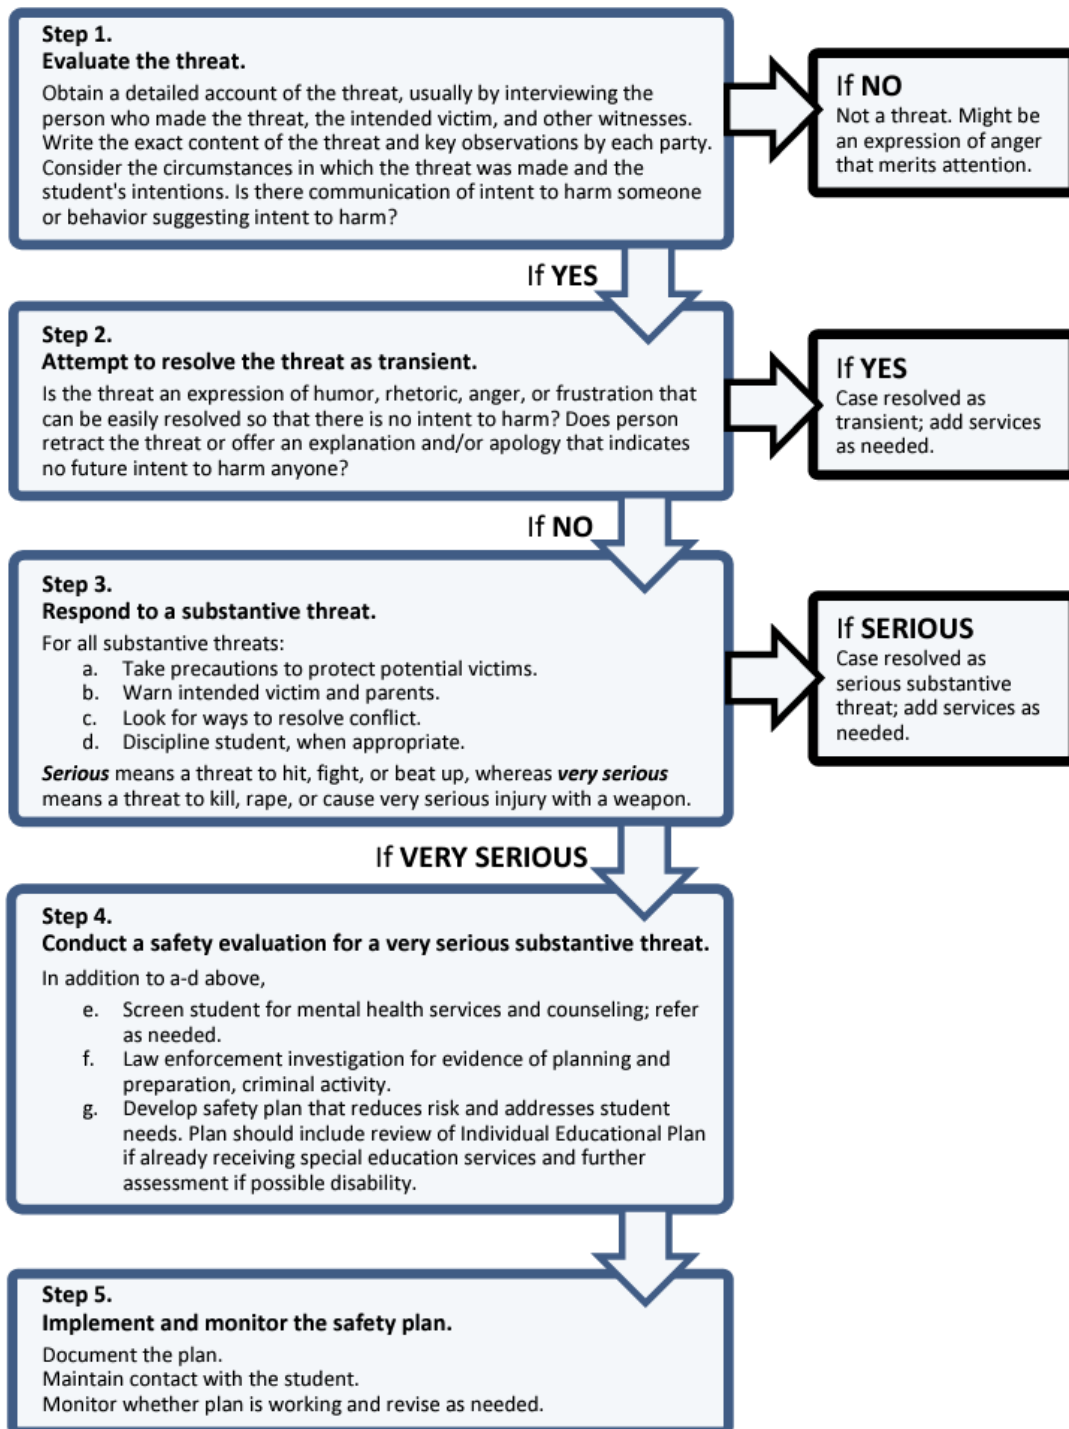 Step 1.
Evaluate the threat.
Obtain a detailed account of the threat, usually by interviewing the
person who made the threat, the intended victim, and other witnesses.
Write the exact content of the threat and key observations by each party.
Consider the circumstances in which the threat was made and the
student's intentions. Is there communication of intent to harm someone
or behavior suggesting intent to harm?
If NO
Not a threat. Might be
an expression of anger
that merits attention.
If YES
Step 2.
Attempt to resolve the threat as transient.
Is the threat an expression of humor, rhetoric, anger, or frustration that
can be easily resolved so that there is no intent to harm? Does person
retract the threat or offer an explanation and/or apology that indicates
no future intent to harm anyone?
If YES
Case resolved as
transient; add services
as needed.
If NO
Step 3.
Respond to a substantive threat.
For all substantive threats:
a. Take precautions to protect potential victims.
b. Warn intended victim and parents.
c. Look for ways to resolve conflict.
d. Discipline student, when appropriate.
Serious means a threat to hit, fight, or beat up, whereas very serious
means a threat to kill, rape, or cause very serious injury with a weapon.
If SERIOUS
Case resolved as
serious substantive
threat; add services as
needed.
If VERY SERIOUS
Step 4.
Conduct a safety evaluation for a very serious substantive threat.
In addition to a-d above,
e. Screen student for mental health services and counseling; refer
as needed.
f. Law enforcement investigation for evidence of planning and
preparation, criminal activity.
g. Develop safety plan that reduces risk and addresses student
needs. Plan should include review of Individual Educational Plan
if already receiving special education services and further
assessment if possible disability.
Step 5.
Implement and monitor the safety plan.
Document the plan.
Maintain contact with the student.
Monitor whether plan is working and revise as needed.